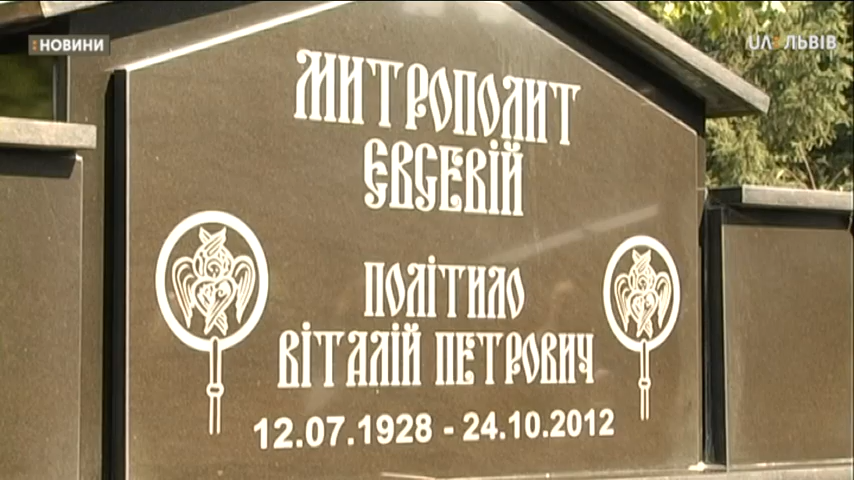 НОВИНИ
UA: ЛЬВІВ
МИТРОПОЛИТ
ЄВСЕВІЙ
ПОЛІТИЛО
ВІТАЛІЙ ПЕТРОВИЧ
12.07.1928 - 24.10.2012